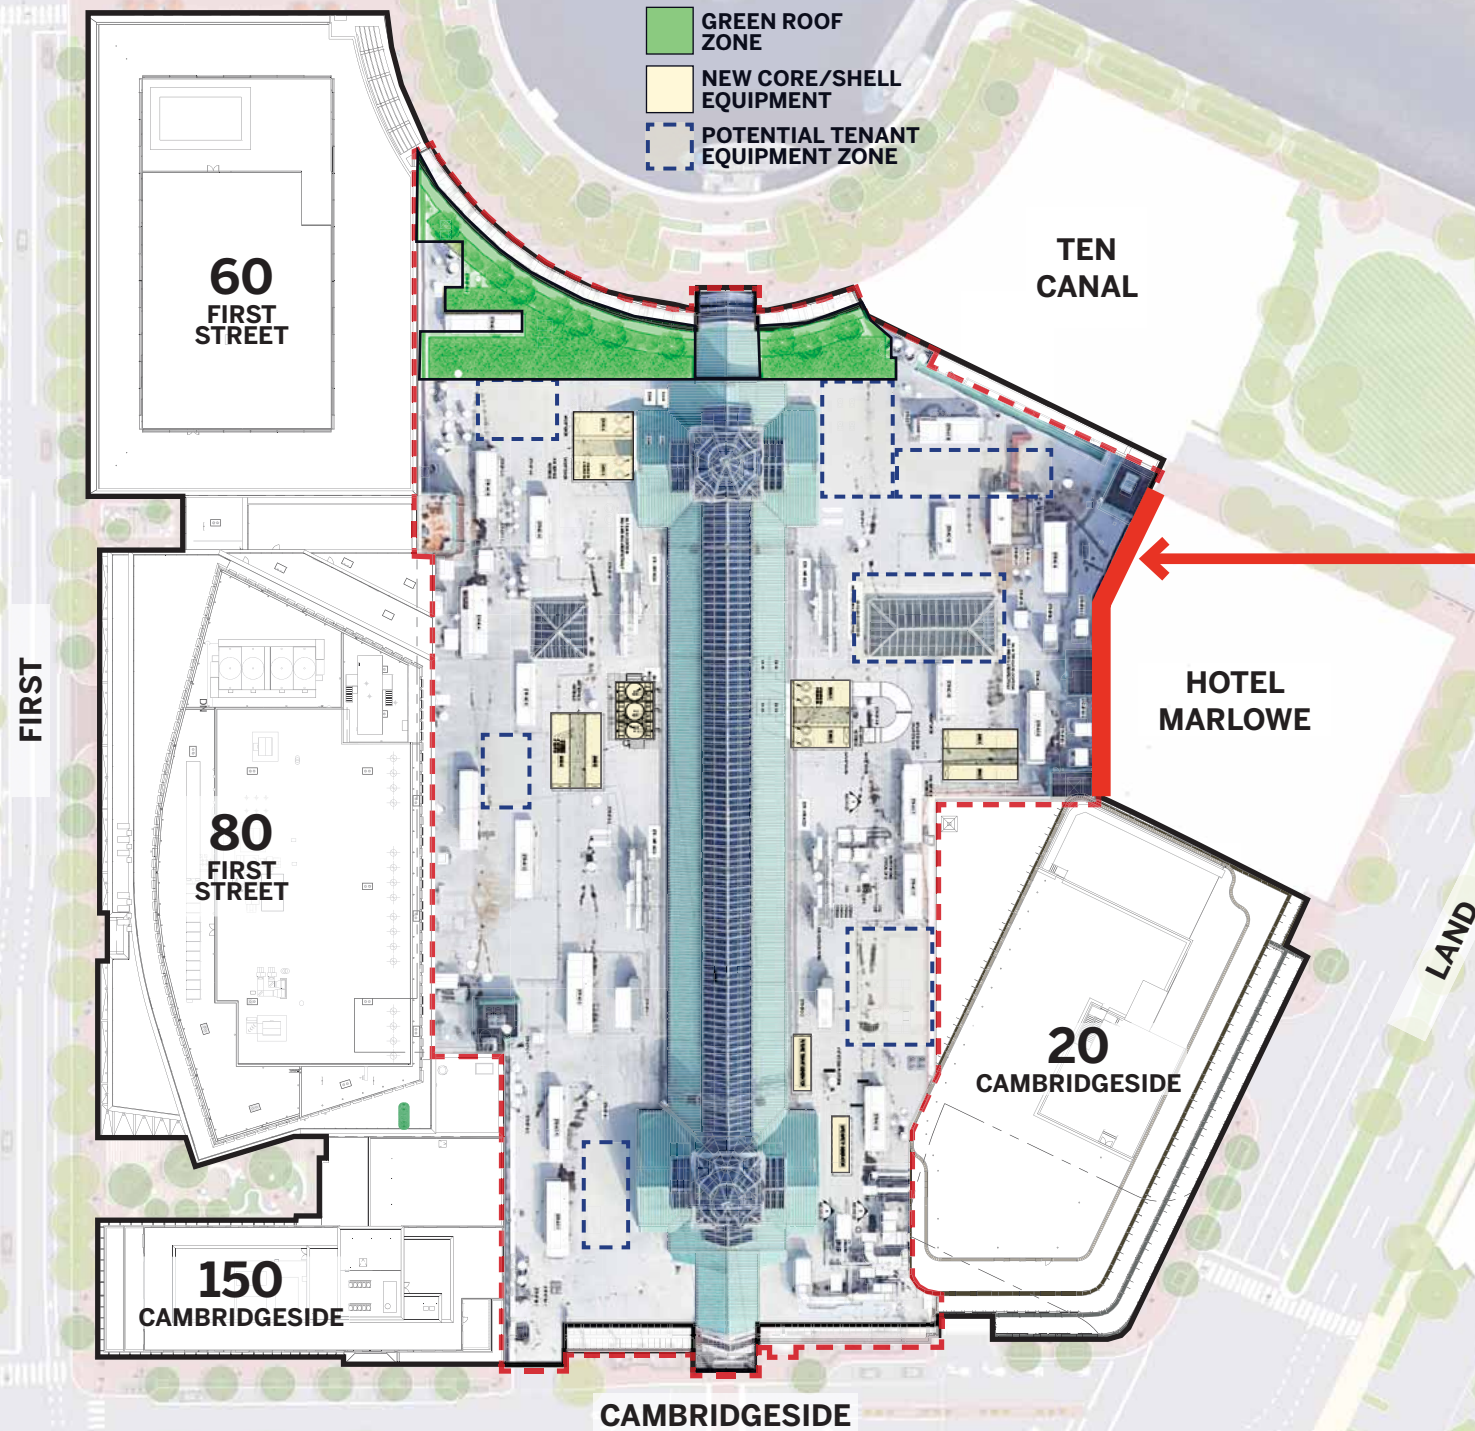 GREEN ROOF
ZONE
NEW CORE/SHELL
EQUIPMENT
POTENTIAL TENANT
EQUIPMENT ZONE
TEN
CANAL
60
FIRST
STREET
HOTEL
MARLOWE
FIRST
DN
80
FIRST
STREET
LAND
20
CAMBRIDGESIDE
150
CAMBRIDGESIDE
CAMBRIDGESIDE